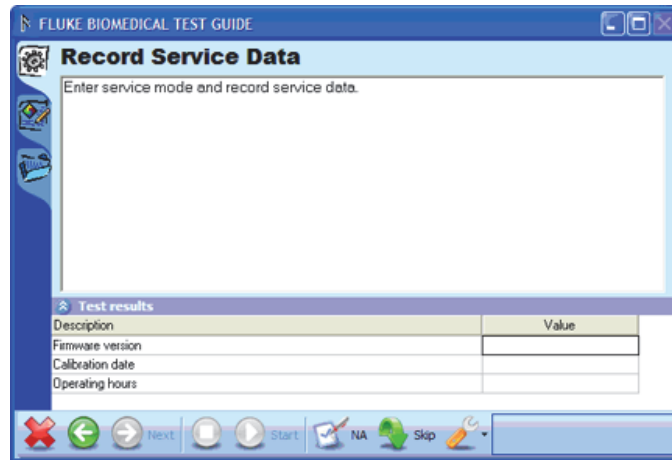 FLUKE BIOMEDICAL TEST GUIDE
Record Service Data
Enter service mode and record service data.
Test results
Description Value
Firmware version
Calibration date
Operating hours
Next Start NA Skip